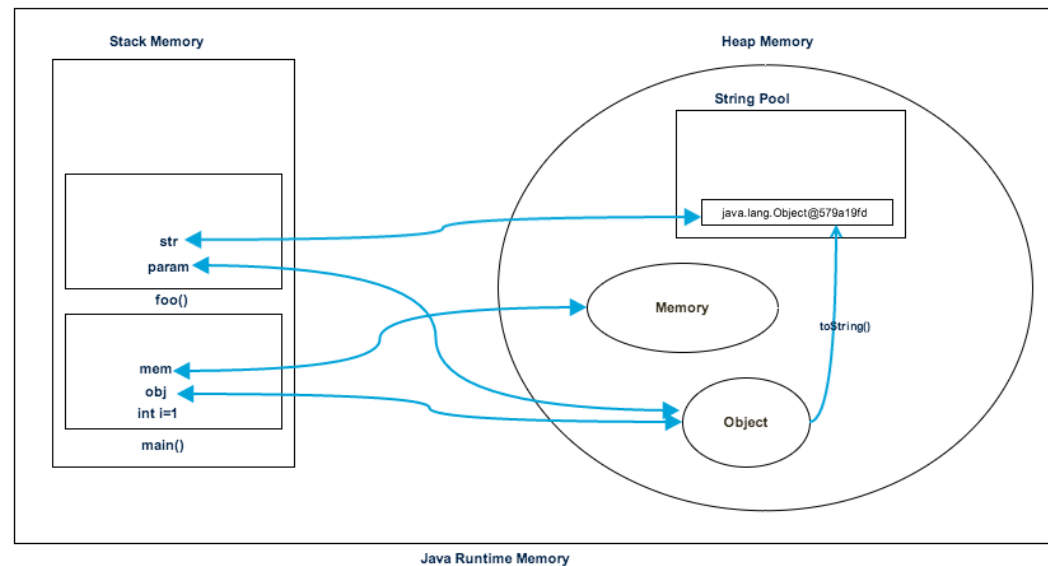 Stack Memory
Heap Memory
String Pool
java.lang.Object@579a19fd
str
param
foo()
Memory
toString()
mem
obj
int i=1
Object
main()
Java Runtime Memory